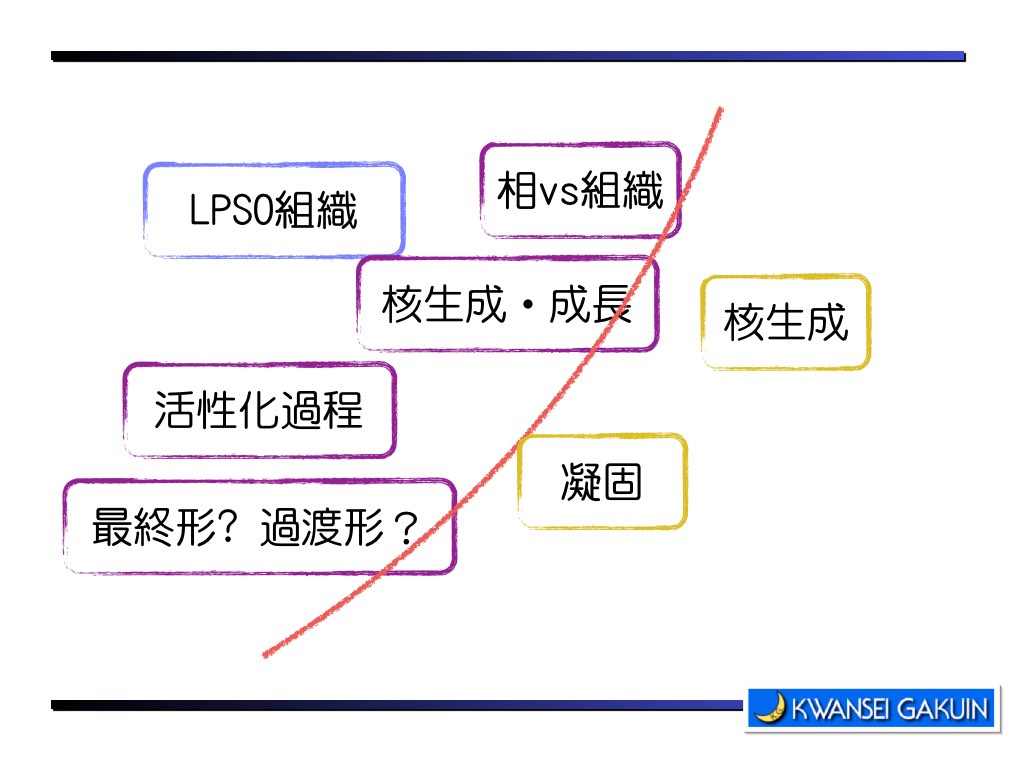 LPSO組織
相vs組織
核生成・成長
核生成
活性化過程
凝固
最終形? 過渡形？
KWANSEI GAKUIN